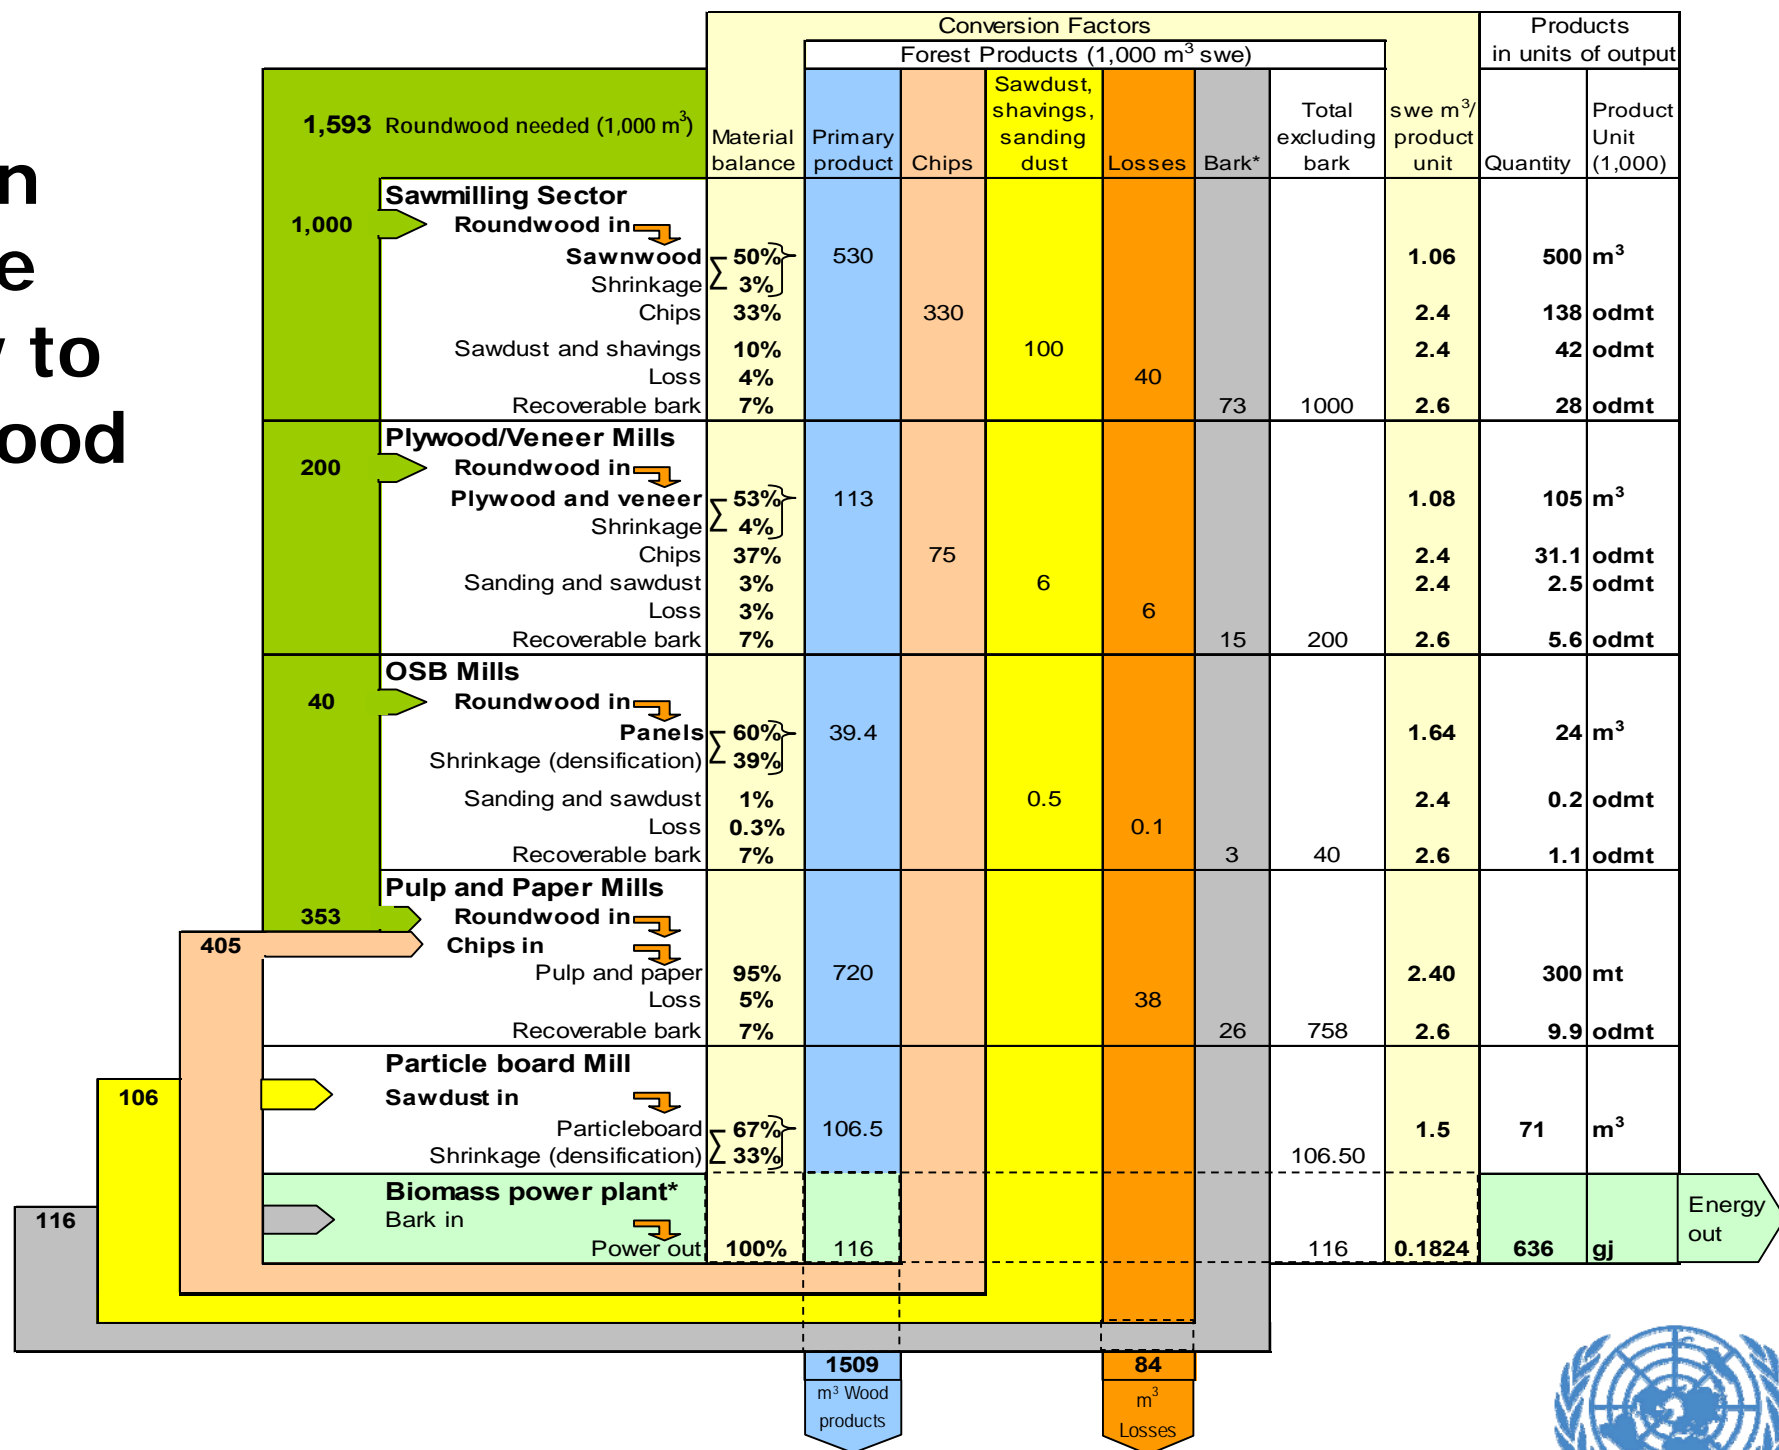 n
e
to
ood
Conversion Factors
Products
in units of output
Forest Products (1,000 m³ swe)
1,593 Roundwood needed (1,000 m³)
Material balance
Primary product
Chips
Sawdust, shavings, sanding dust
Losses
Bark*
Total excluding bark
swe m³/ product unit
Quantity
Product Unit (1,000)
Sawmilling Sector
1,000 Roundwood in
Sawnwood ∑ 50% 530 1.06 500 m³
Shrinkage 3%
Chips 33% 330 2.4 138 odmt
Sawdust and shavings 10% 100 2.4 42 odmt
Loss 4% 40
Recoverable bark 7% 73 1000 2.6 28 odmt
Plywood/Veneer Mills
200 Roundwood in
Plywood and veneer ∑ 53% 113 1.08 105 m³
Shrinkage 4%
Chips 37% 75 2.4 31.1 odmt
Sanding and sawdust 3% 6 2.4 2.5 odmt
Loss 3% 6
Recoverable bark 7% 15 200 2.6 5.6 odmt
OSB Mills
40 Roundwood in
Panels ∑ 60% 39.4 1.64 24 m³
Shrinkage (densification) 39%
Sanding and sawdust 1% 0.5 2.4 0.2 odmt
Loss 0.3% 0.1
Recoverable bark 7% 3 40 2.6 1.1 odmt
Pulp and Paper Mills
353 Roundwood in
405 Chips in
Pulp and paper 95% 720 2.40 300 mt
Loss 5% 38
Recoverable bark 7% 26 758 2.6 9.9 odmt
Particle board Mill
106 Sawdust in
Particleboard ∑ 67% 106.5 1.5 71 m³
Shrinkage (densification) 33% 106.50
Biomass power plant*
116 Bark in
Power out 100% 116 116 0.1824 636 gj
Energy out
1509
m³ Wood products
84
m³ Losses